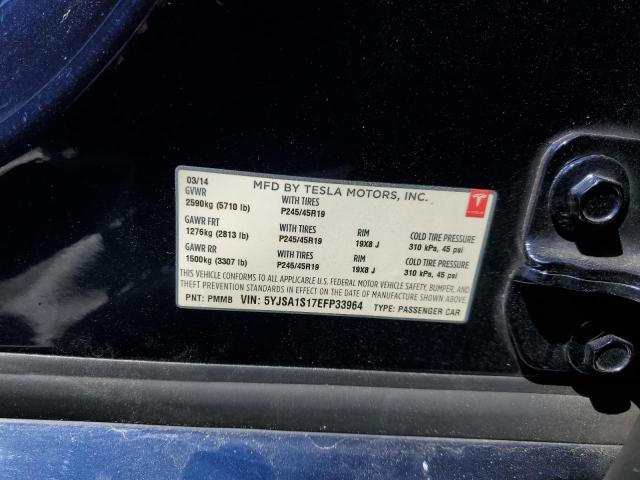 03/14 MFD BY TESLA MOTORS, INC.
GVWR WITH TIRES
2590kg (5710 lb) P245/45R19
GAWR FRT WITH TIRES RIM COLD TIRE PRESSURE
1276kg (2813 lb) P245/45R19 19X8 J 310 kPa, 45 psi
GAWR RR WITH TIRES RIM COLD TIRE PRESSURE
1500kg (3307 lb) P245/45R19 19X8 J 310 kPa, 45 psi
THIS VEHICLE CONFORMS TO ALL APPLICABLE U.S. FEDERAL MOTOR VEHICLE SAFETY, BUMPER, AND
THEFT PREVENTION STANDARDS IN EFFECT ON THE DATE OF MANUFACTURE SHOWN ABOVE.
PNT: PMMB VIN: 5YJSA1S17EFP33964 TYPE: PASSENGER CAR